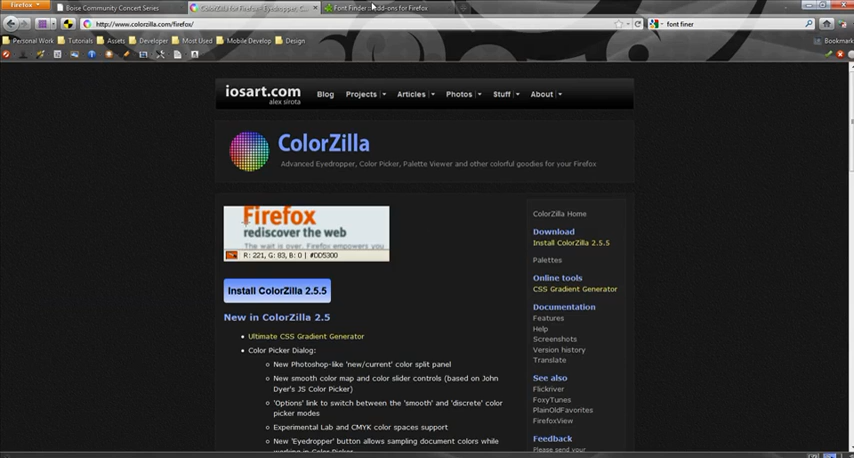 Firefox
Boise Community Concert Series
ColorZilla for Firefox - Eyedropper, C...
Font Finder :: Add-ons for Firefox
http://www.colorzilla.com/firefox/
font finer
Personal Work
Tutorials
Assets
Developer
Most Used
Mobile Develop
Design
Bookmark
iosart.com
alex sirota
Blog
Projects
Articles
Photos
Stuff
About
ColorZilla
Advanced Eyedropper, Color Picker, Palette Viewer and other colorful goodies for your Firefox
Firefox
rediscover the web
The wait is over. Firefox empowers you
R: 221, G: 83, B: 0 | #DD5300
Install ColorZilla 2.5.5
New in ColorZilla 2.5
Ultimate CSS Gradient Generator
Color Picker Dialog:
New Photoshop-like 'new/current' color split panel
New smooth color map and color slider controls (based on John
Dyer's JS Color Picker)
'Options' link to switch between the 'smooth' and 'discrete' color
picker modes
Experimental Lab and CMYK color spaces support
New 'Eyedropper' button allows sampling document colors while
working in Color Picker
ColorZilla Home
Download
Install ColorZilla 2.5.5
Palettes
Online tools
CSS Gradient Generator
Documentation
Features
Help
Screenshots
Version history
Translate
See also
Flickriver
FoxyTunes
PlainOldFavorites
FirefoxView
Feedback
Please send your